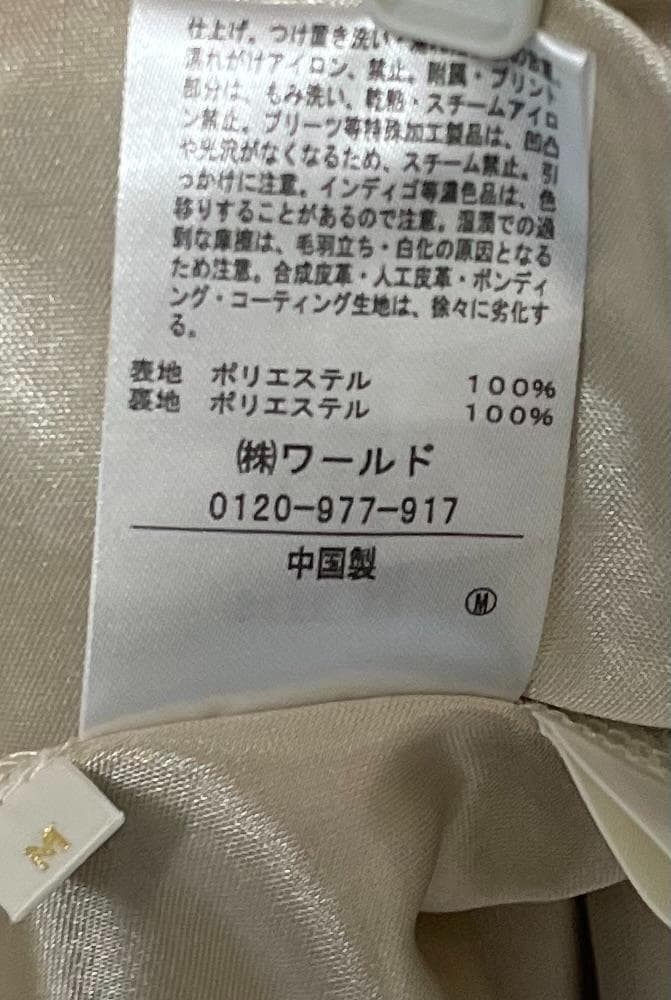 仕上げ。つけ置き洗い・
濡れがけアイロン、禁止。附属・プリント
部分は、もみ洗い、乾熱・スチームアイロ
ン禁止。プリーツ等特殊加工製品は、凹凸
や光沢がなくなるため、スチーム禁止。引
っかけに注意。インディゴ等濃色品は、色
移りすることがあるので注意。湿潤での過
剰な摩擦は、毛羽立ち・白化の原因となる
ため注意。合成皮革・人工皮革・ボンディ
ング・コーティング生地は、徐々に劣化す
る。
表地 ポリエステル 100%
裏地 ポリエステル 100%
㈱ワールド
0120-977-917
中国製
Ⓜ
M